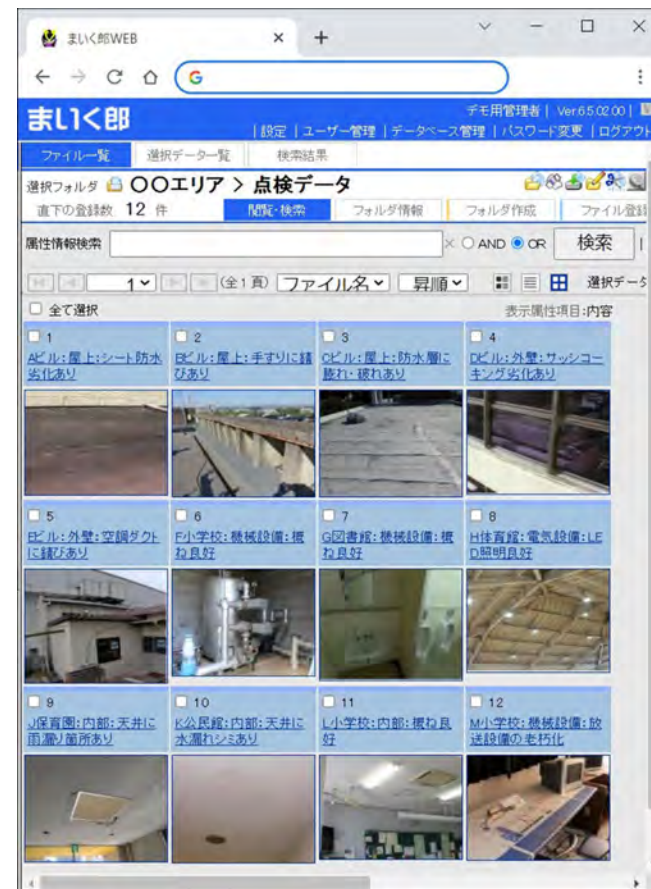 まいく郎WEB
まいく郎
デモ用管理者 | Ver.6.5.02.00 |
| 設定 | ユーザー管理 | データベース管理 | パスワード変更 | ログアウト
ファイル一覧 選択データ一覧 検索結果
選択フォルダ 〇〇エリア > 点検データ
直下の登録数 12 件 閲覧・検索 フォルダ情報 フォルダ作成 ファイル登録
属性情報検索 × AND OR 検索 |
1 (全1頁) ファイル名 昇順 選択データ
全て選択 表示属性項目:内容
1 2 3 4
Aビル:屋上:シート防水劣化あり
Bビル:屋上:手すりに錆びあり
Cビル:屋上:防水層に膨れ・破れあり
Dビル:外壁:サッシコーキング劣化あり
5 6 7 8
Eビル:外壁:空調ダクトに錆びあり
F小学校:機械設備:概ね良好
G図書館:機械設備:概ね良好
H体育館:電気設備:LED照明良好
9 10 11 12
J保育園:内部:天井に雨漏り箇所あり
K公民館:内部:天井に水漏れシミあり
L小学校:内部:概ね良好
M小学校:機械設備:放送設備の老朽化